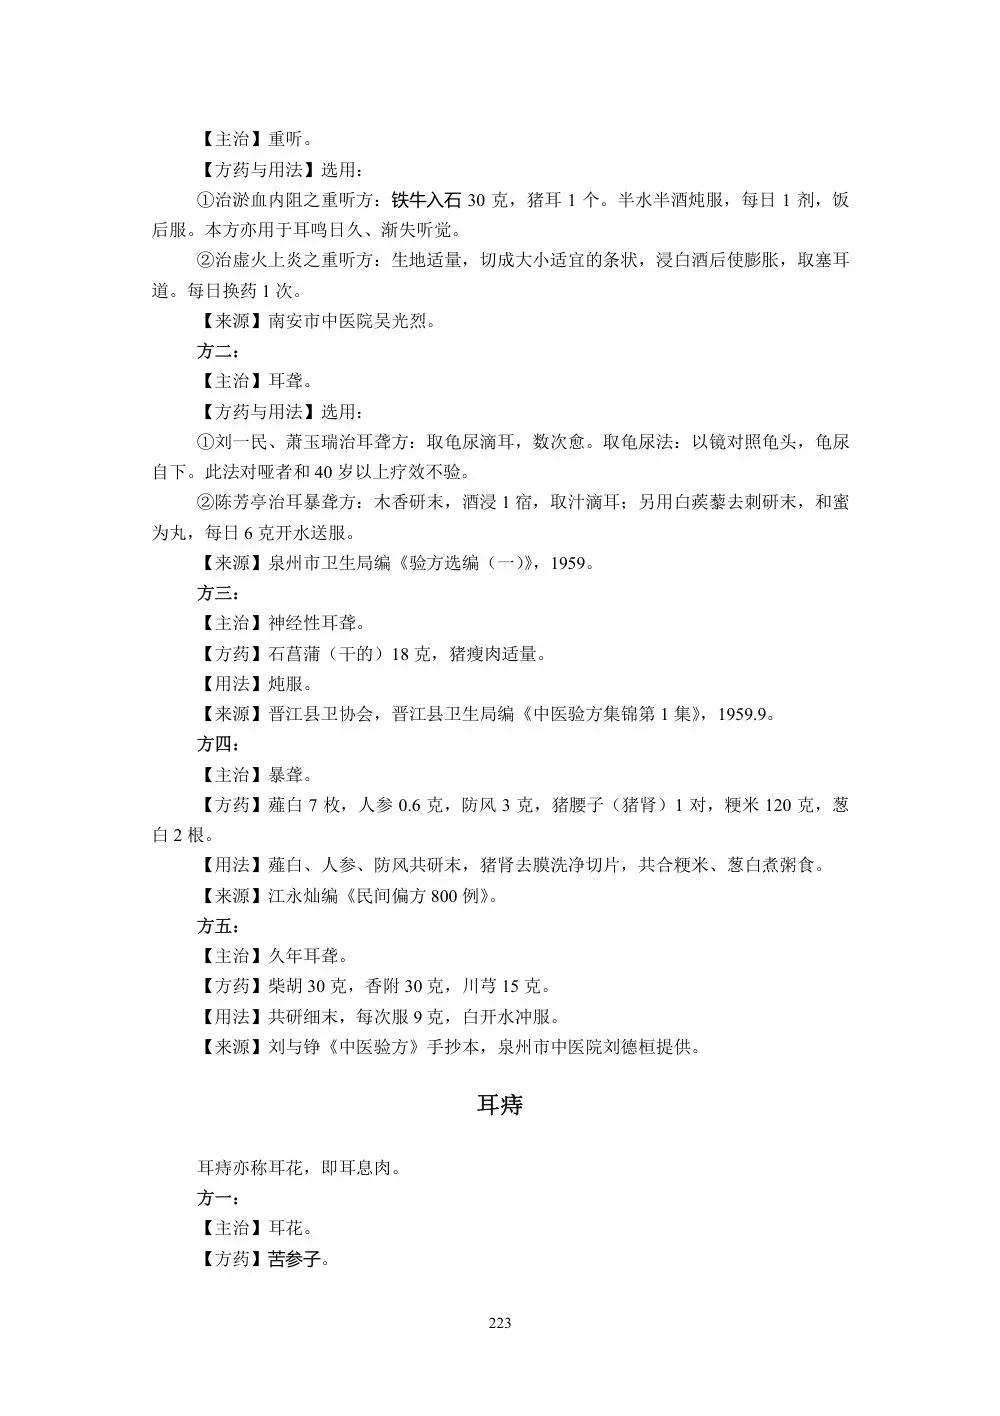 【主治】重听。
【方药与用法】选用：
①治淤血内阻之重听方：铁牛入石 30 克，猪耳 1 个。半水半酒炖服，每日 1 剂，饭
后服。本方亦用于耳鸣日久、渐失听觉。
②治虚火上炎之重听方：生地适量，切成大小适宜的条状，浸白酒后使膨胀，取塞耳
道。每日换药 1 次。
【来源】南安市中医院吴光烈。
方二：
【主治】耳聋。
【方药与用法】选用：
①刘一民、萧玉瑞治耳聋方：取龟尿滴耳，数次愈。取龟尿法：以镜对照龟头，龟尿
自下。此法对哑者和 40 岁以上疗效不验。
②陈芳亭治耳暴聋方：木香研末，酒浸 1 宿，取汁滴耳；另用白蒺藜去刺研末，和蜜
为丸，每日 6 克开水送服。
【来源】泉州市卫生局编《验方选编（一）》，1959。
方三：
【主治】神经性耳聋。
【方药】石菖蒲（干的）18 克，猪瘦肉适量。
【用法】炖服。
【来源】晋江县卫协会，晋江县卫生局编《中医验方集锦第 1 集》，1959.9。
方四：
【主治】暴聋。
【方药】薤白 7 枚，人参 0.6 克，防风 3 克，猪腰子（猪肾）1 对，粳米 120 克，葱
白 2 根。
【用法】薤白、人参、防风共研末，猪肾去膜洗净切片，共合粳米、葱白煮粥食。
【来源】江永灿编《民间偏方 800 例》。
方五：
【主治】久年耳聋。
【方药】柴胡 30 克，香附 30 克，川芎 15 克。
【用法】共研细末，每次服 9 克，白开水冲服。
【来源】刘与铮《中医验方》手抄本，泉州市中医院刘德桓提供。
耳痔
耳痔亦称耳花，即耳息肉。
方一：
【主治】耳花。
【方药】苦参子。
223